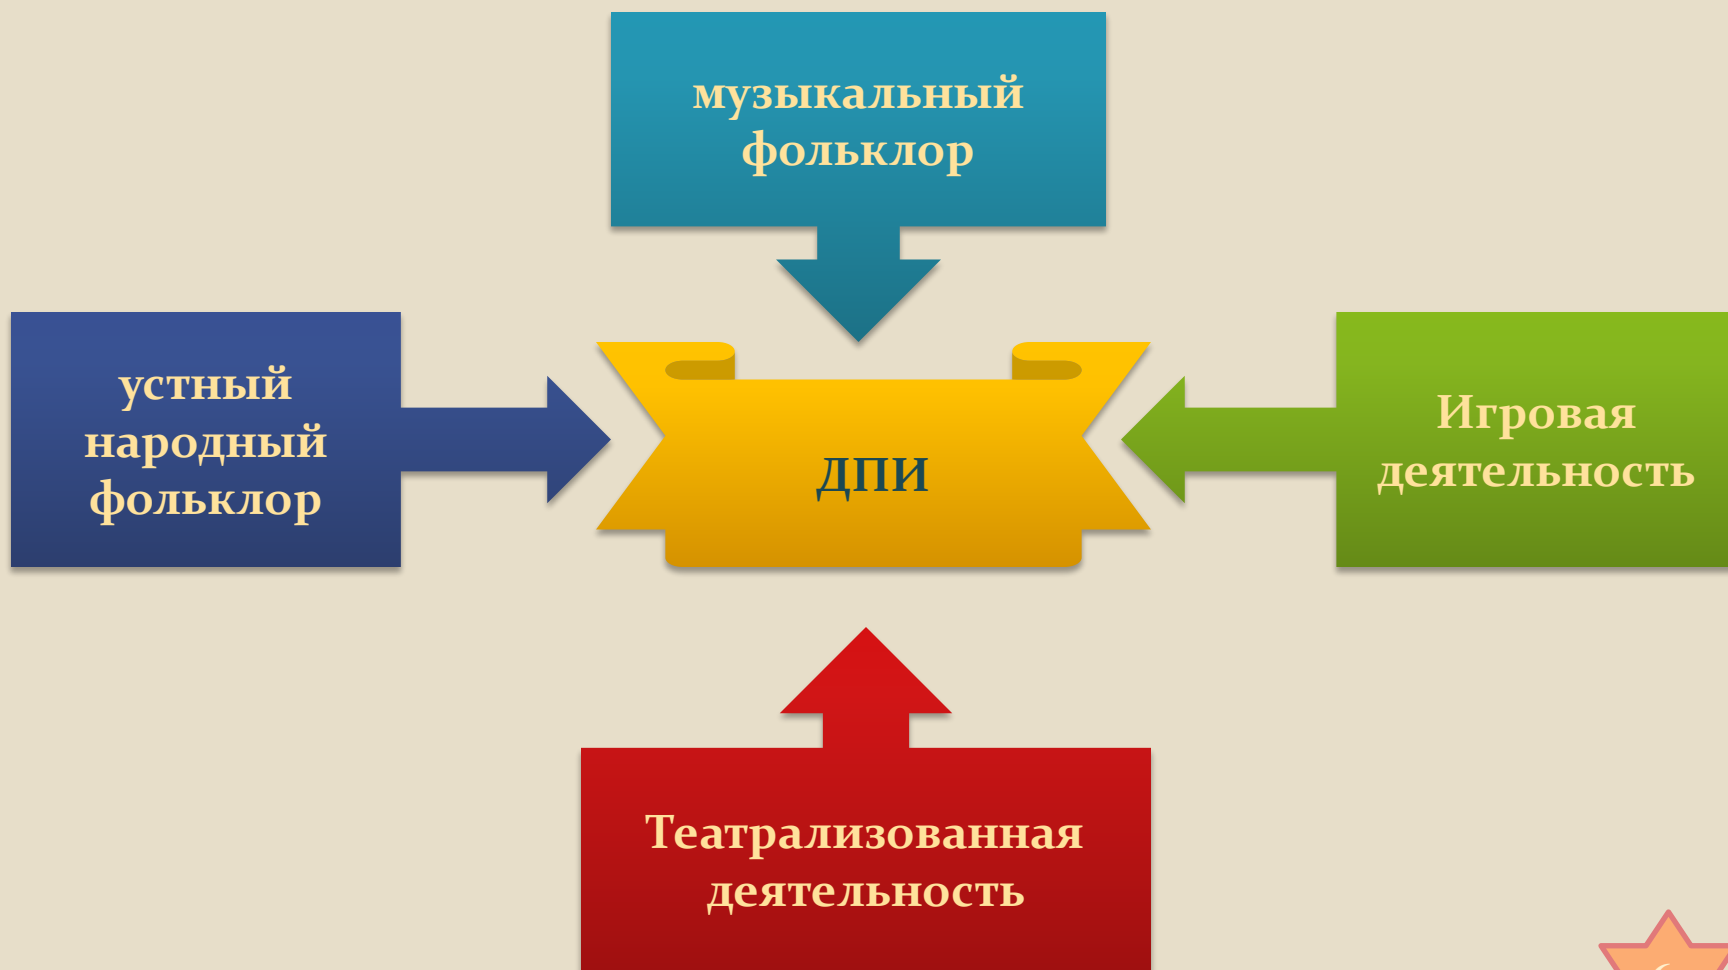 музыкальный
фольклор
устный
народный
фольклор
ДПИ
Игровая
деятельность
Театрализованная
деятельность